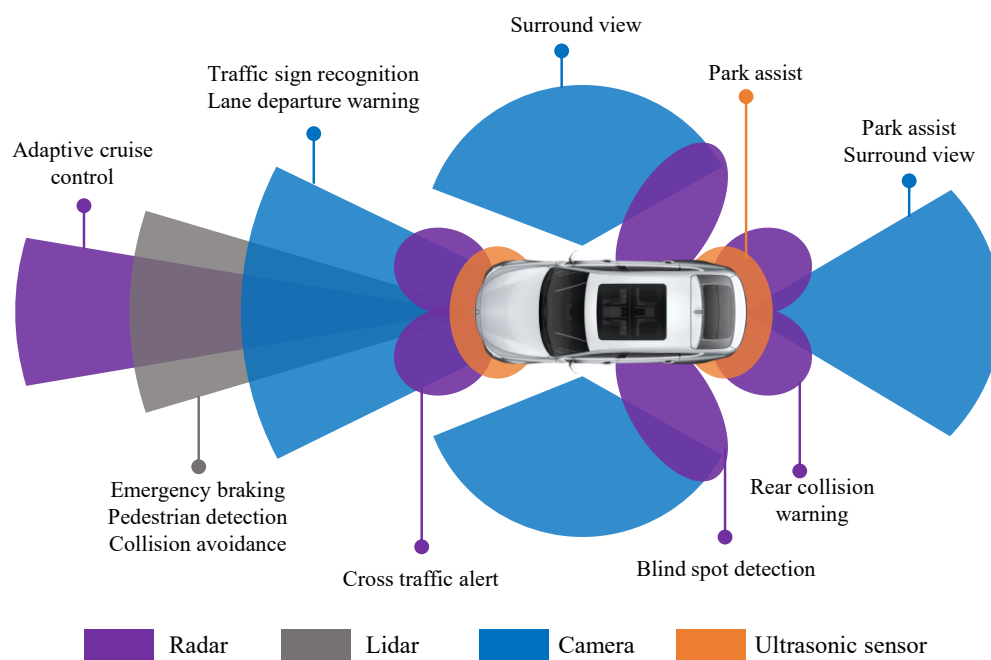 Surround view
Traffic sign recognition
Lane departure warning
Park assist
Park assist
Surround view
Adaptive cruise
control
Emergency braking
Pedestrian detection
Collision avoidance
Cross traffic alert
Rear collision
warning
Blind spot detection
Radar
Lidar
Camera
Ultrasonic sensor